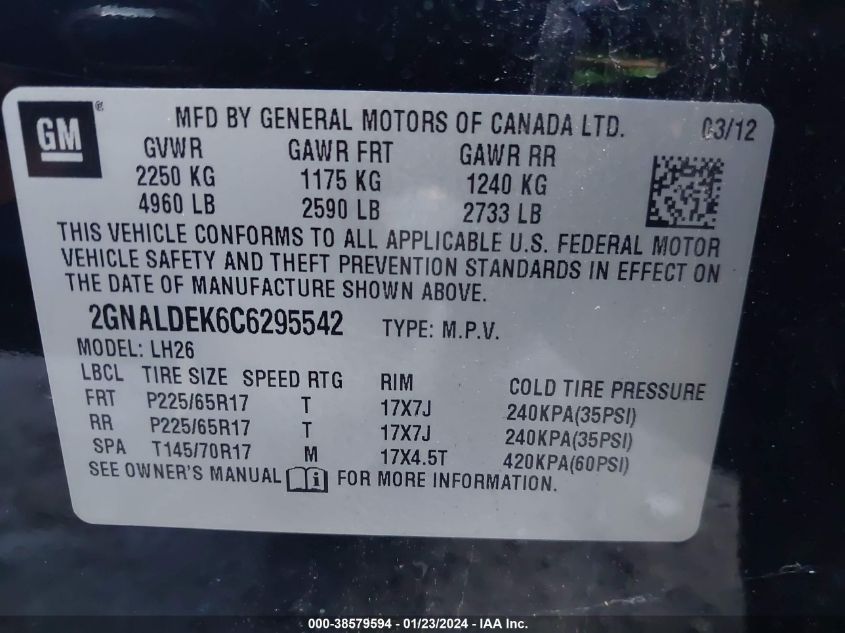 GM ® MFD BY GENERAL MOTORS OF CANADA LTD. 03/12
GVWR GAWR FRT GAWR RR
2250 KG 1175 KG 1240 KG
4960 LB 2590 LB 2733 LB
THIS VEHICLE CONFORMS TO ALL APPLICABLE U.S. FEDERAL MOTOR
VEHICLE SAFETY AND THEFT PREVENTION STANDARDS IN EFFECT ON
THE DATE OF MANUFACTURE SHOWN ABOVE.
2GNALDEK6C6295542 TYPE: M.P.V.
MODEL: LH26
LBCL TIRE SIZE SPEED RTG RIM COLD TIRE PRESSURE
FRT P225/65R17 T 17X7J 240KPA(35PSI)
RR P225/65R17 T 17X7J 240KPA(35PSI)
SPA T145/70R17 M 17X4.5T 420KPA(60PSI)
SEE OWNER'S MANUAL i FOR MORE INFORMATION.
000-38579594 - 01/23/2024 - IAA Inc.